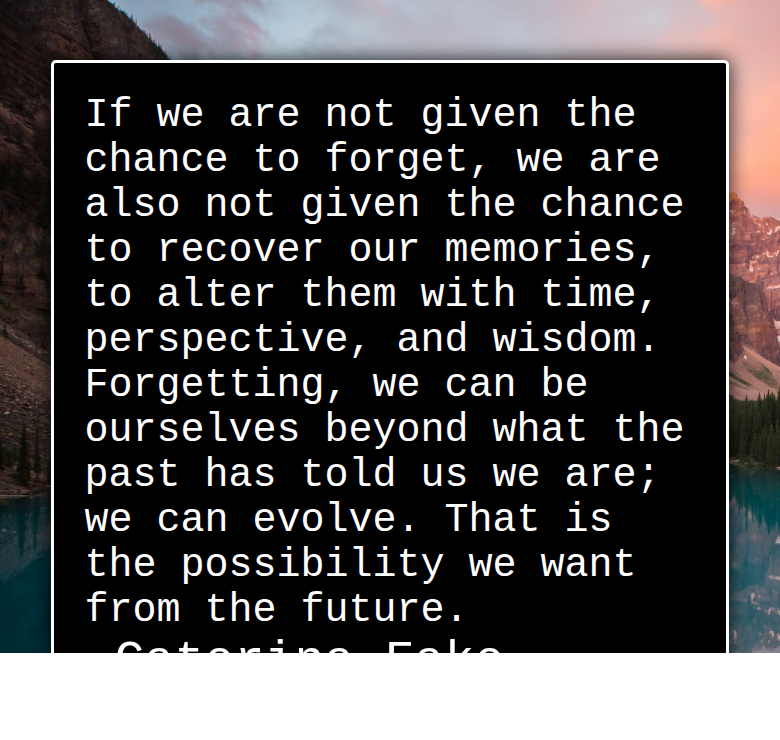 If we are not given the
chance to forget, we are
also not given the chance
to recover our memories,
to alter them with time,
perspective, and wisdom.
Forgetting, we can be
ourselves beyond what the
past has told us we are;
we can evolve. That is
the possibility we want
from the future.
Caterina Fake